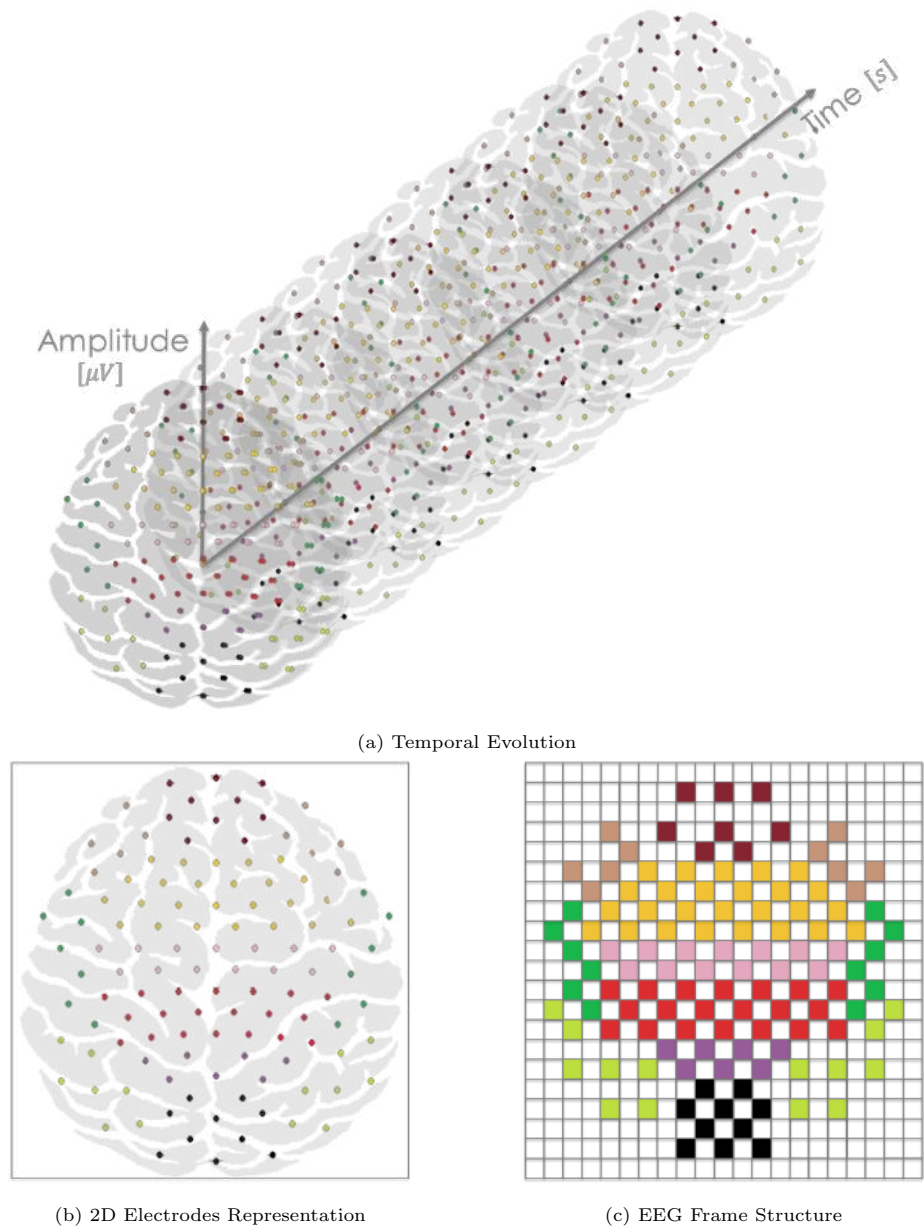 Time [s]
Amplitude
[μV]
(a) Temporal Evolution
(b) 2D Electrodes Representation
(c) EEG Frame Structure